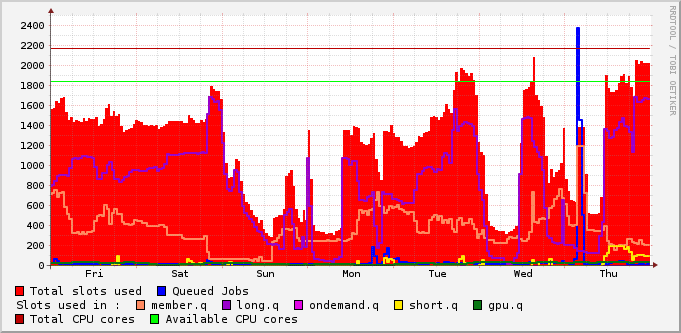 2400
2200
2000
1800
1600
1400
1200
1000
800
600
400
200
0
Fri Sat Sun Mon Tue Wed Thu
Total slots used Queued Jobs
Slots used in : member.q long.q ondemand.q short.q gpu.q
Total CPU cores Available CPU cores
RRDTOOL / TOBI OETIKER